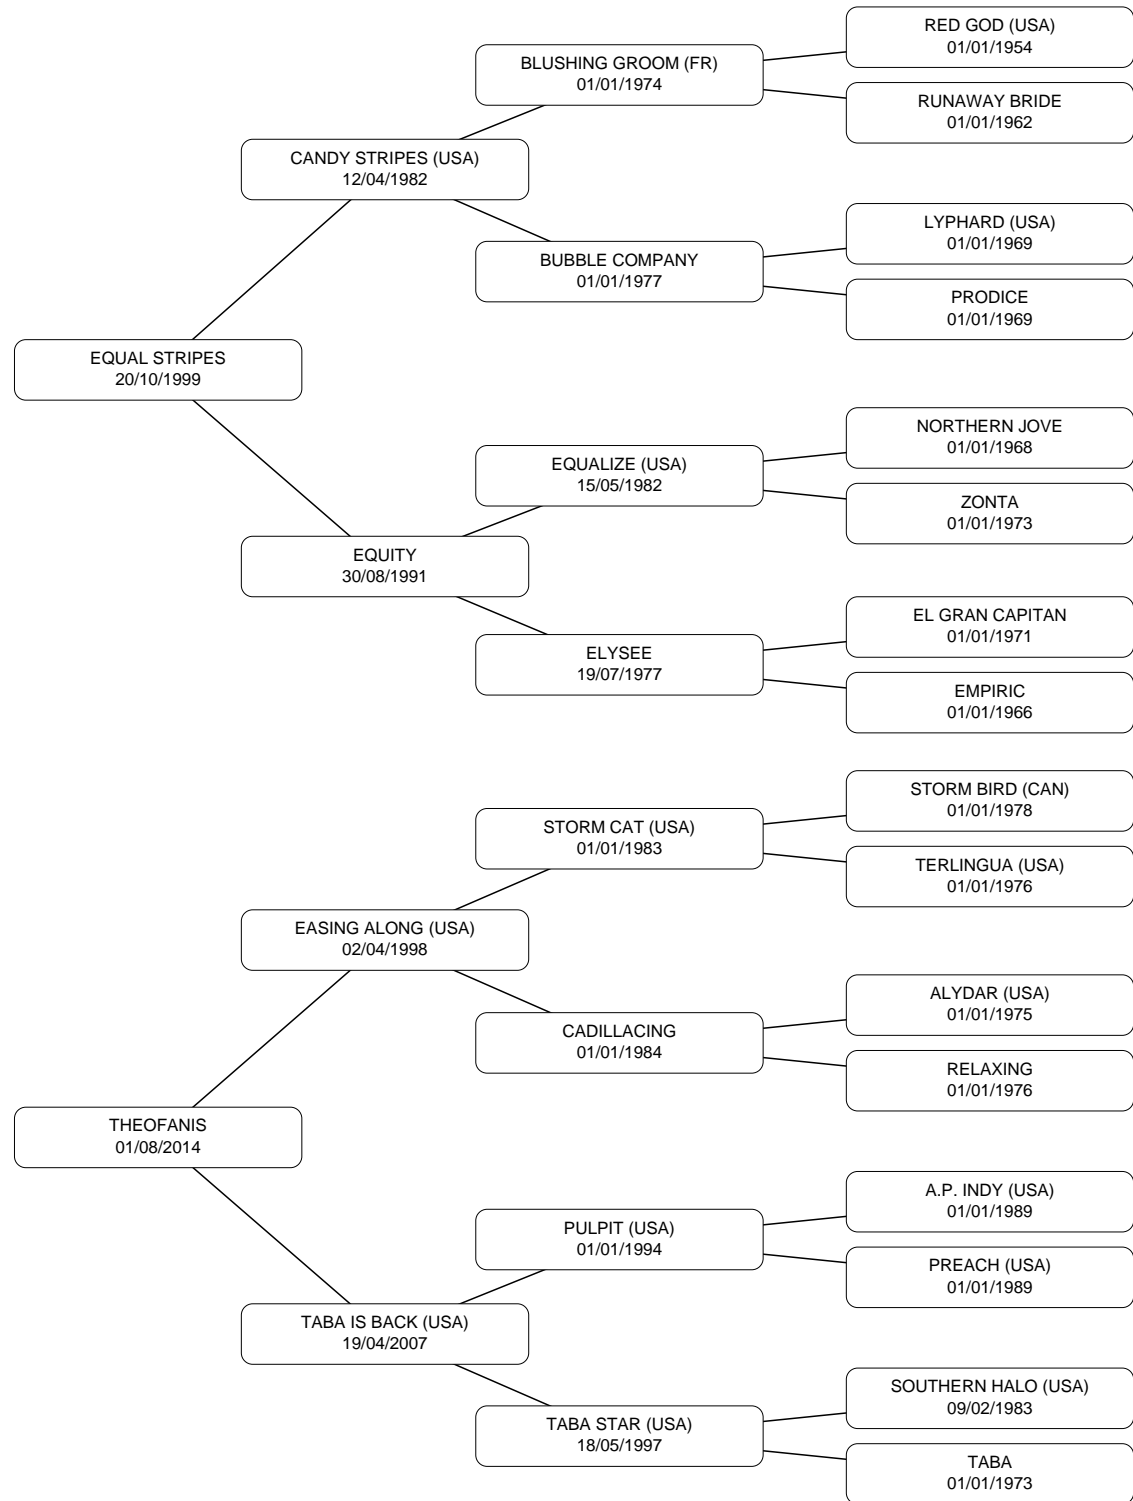 RED GOD (USA)
01/01/1954
BLUSHING GROOM (FR)
01/01/1974
RUNAWAY BRIDE
01/01/1962
CANDY STRIPES (USA)
12/04/1982
LYPHARD (USA)
01/01/1969
BUBBLE COMPANY
01/01/1977
PRODICE
01/01/1969
EQUAL STRIPES
20/10/1999
NORTHERN JOVE
01/01/1968
EQUALIZE (USA)
15/05/1982
ZONTA
01/01/1973
EQUITY
30/08/1991
EL GRAN CAPITAN
01/01/1971
ELYSEE
19/07/1977
EMPIRIC
01/01/1966
STORM BIRD (CAN)
01/01/1978
STORM CAT (USA)
01/01/1983
TERLINGUA (USA)
01/01/1976
EASING ALONG (USA)
02/04/1998
ALYDAR (USA)
01/01/1975
CADILLACING
01/01/1984
RELAXING
01/01/1976
THEOFANIS
01/08/2014
A.P. INDY (USA)
01/01/1989
PULPIT (USA)
01/01/1994
PREACH (USA)
01/01/1989
TABA IS BACK (USA)
19/04/2007
SOUTHERN HALO (USA)
09/02/1983
TABA STAR (USA)
18/05/1997
TABA
01/01/1973